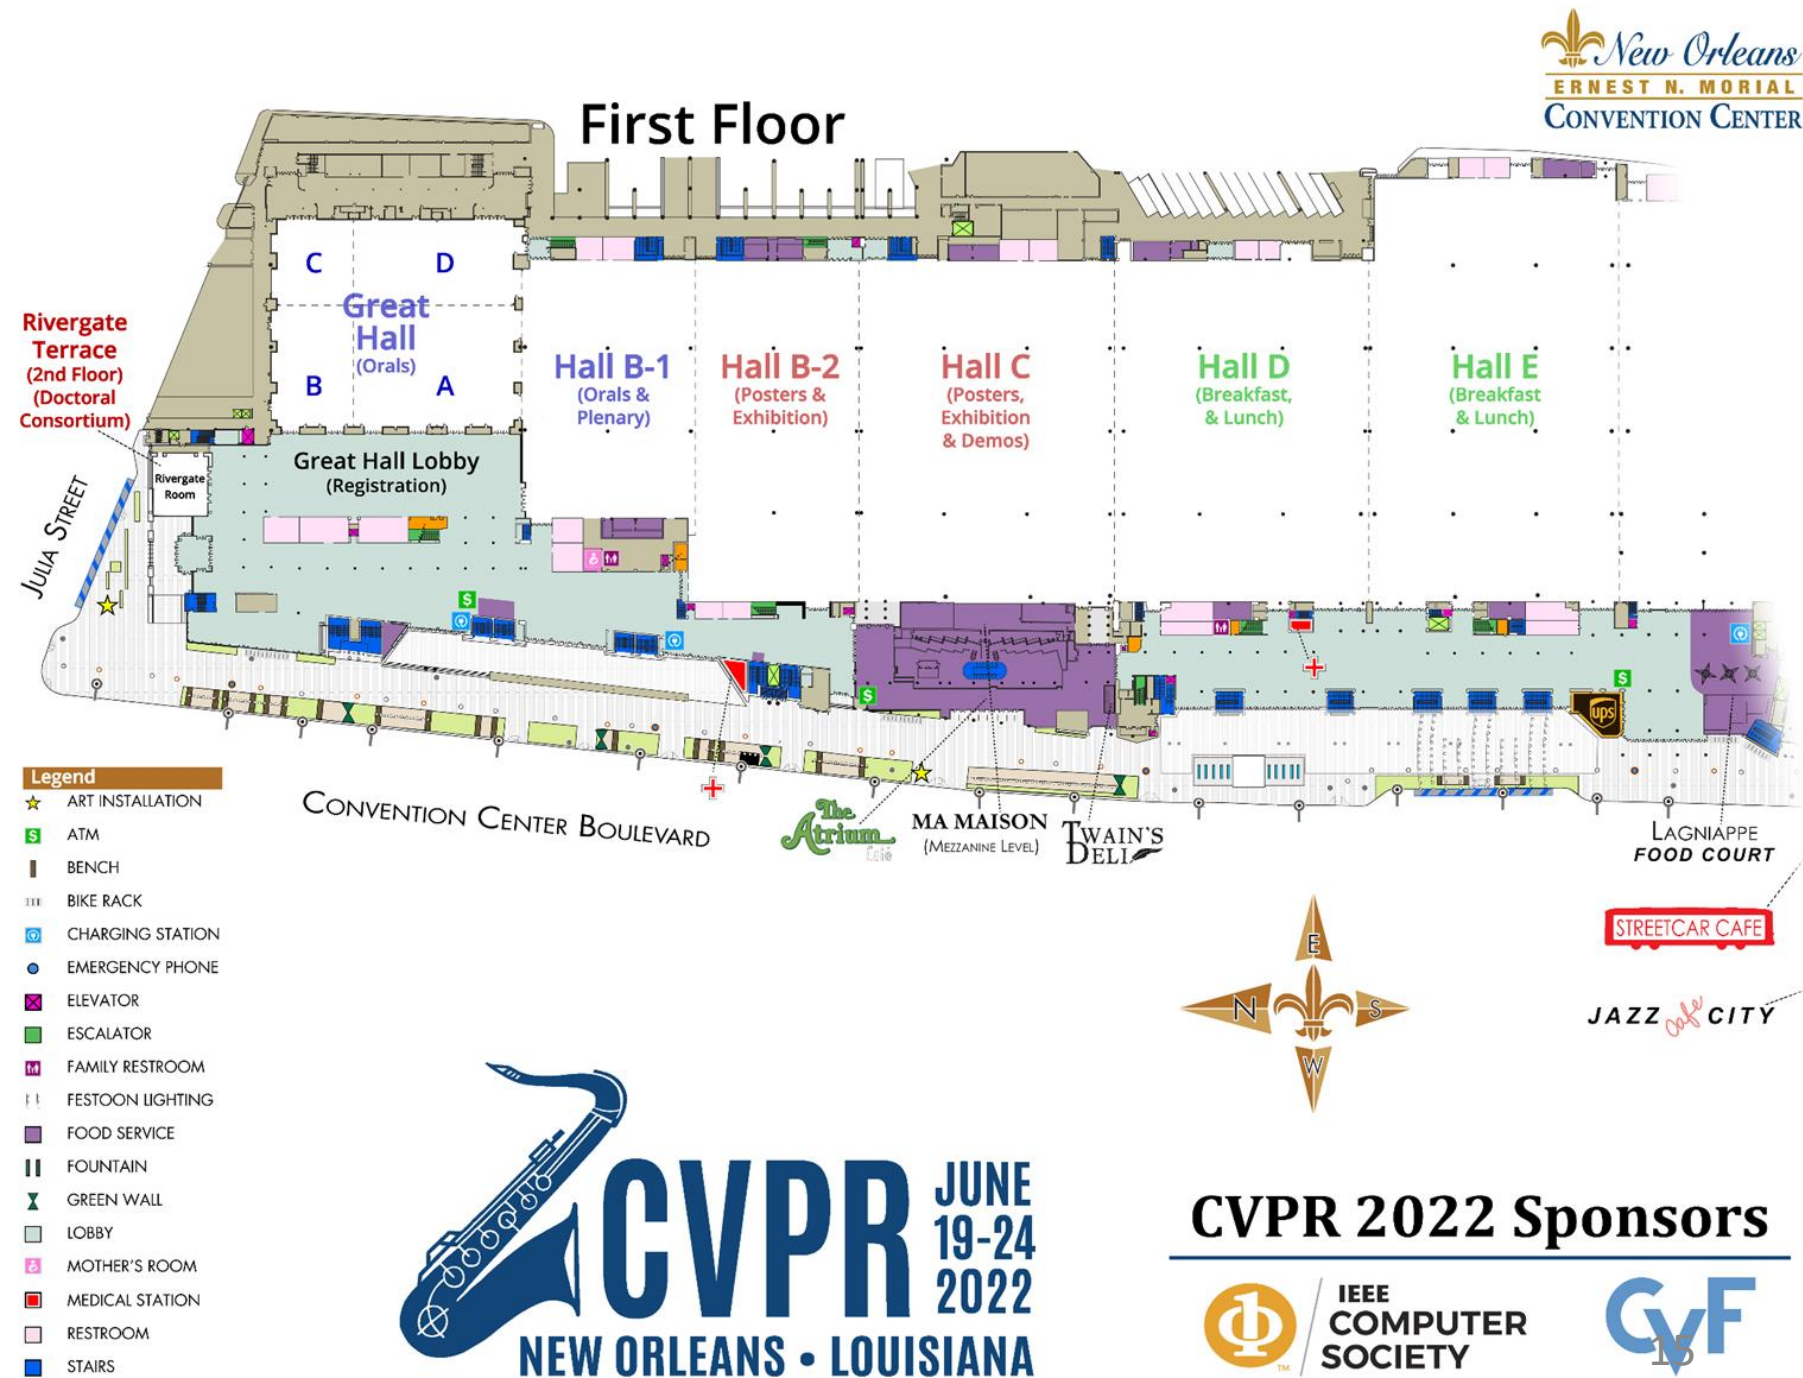 New Orleans
ERNEST N. MORIAL
CONVENTION CENTER
First Floor
C
D
Great
Hall
(Orals)
B
A
Rivergate
Terrace
(2nd Floor)
(Doctoral
Consortium)
Hall B-1
(Orals &
Plenary)
Hall B-2
(Posters &
Exhibition)
Hall C
(Posters,
Exhibition
& Demos)
Hall D
(Breakfast,
& Lunch)
Hall E
(Breakfast
& Lunch)
Great Hall Lobby
(Registration)
Rivergate
Room
JULIA STREET
$
$
$
ups
CONVENTION CENTER BOULEVARD
The
Atrium
Café
MA MAISON
(MEZZANINE LEVEL)
TWAIN'S
DELI
LAGNIAPPE
FOOD COURT
STREETCAR CAFE
JAZZ Cafe CITY
E
N
S
W
Legend
ART INSTALLATION
$ ATM
BENCH
BIKE RACK
CHARGING STATION
EMERGENCY PHONE
ELEVATOR
ESCALATOR
FAMILY RESTROOM
FESTOON LIGHTING
FOOD SERVICE
FOUNTAIN
GREEN WALL
LOBBY
MOTHER'S ROOM
MEDICAL STATION
RESTROOM
STAIRS
CVPR
JUNE
19-24
2022
NEW ORLEANS • LOUISIANA
CVPR 2022 Sponsors
IEEE
COMPUTER
SOCIETY
TM
CVF
15